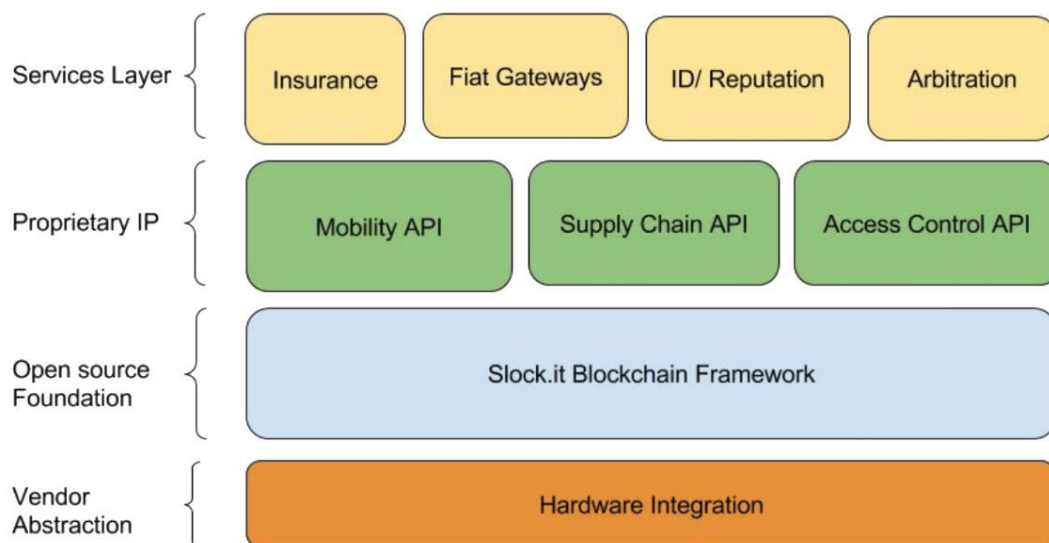 Services Layer
Insurance
Fiat Gateways
ID/ Reputation
Arbitration
Proprietary IP
Mobility API
Supply Chain API
Access Control API
Open source
Foundation
Slock.it Blockchain Framework
Vendor
Abstraction
Hardware Integration